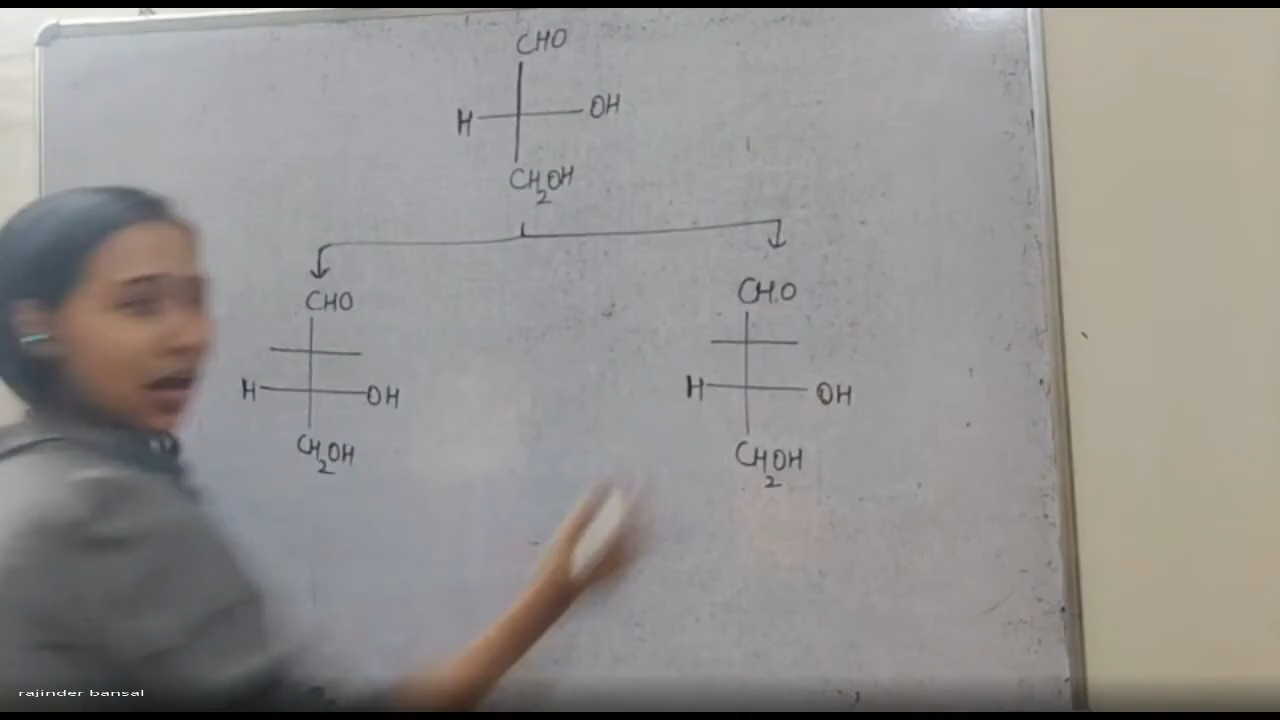 CHO
H OH
CH2OH
CHO CHO
H OH H OH
CH2OH CH2OH
rajinder bansal